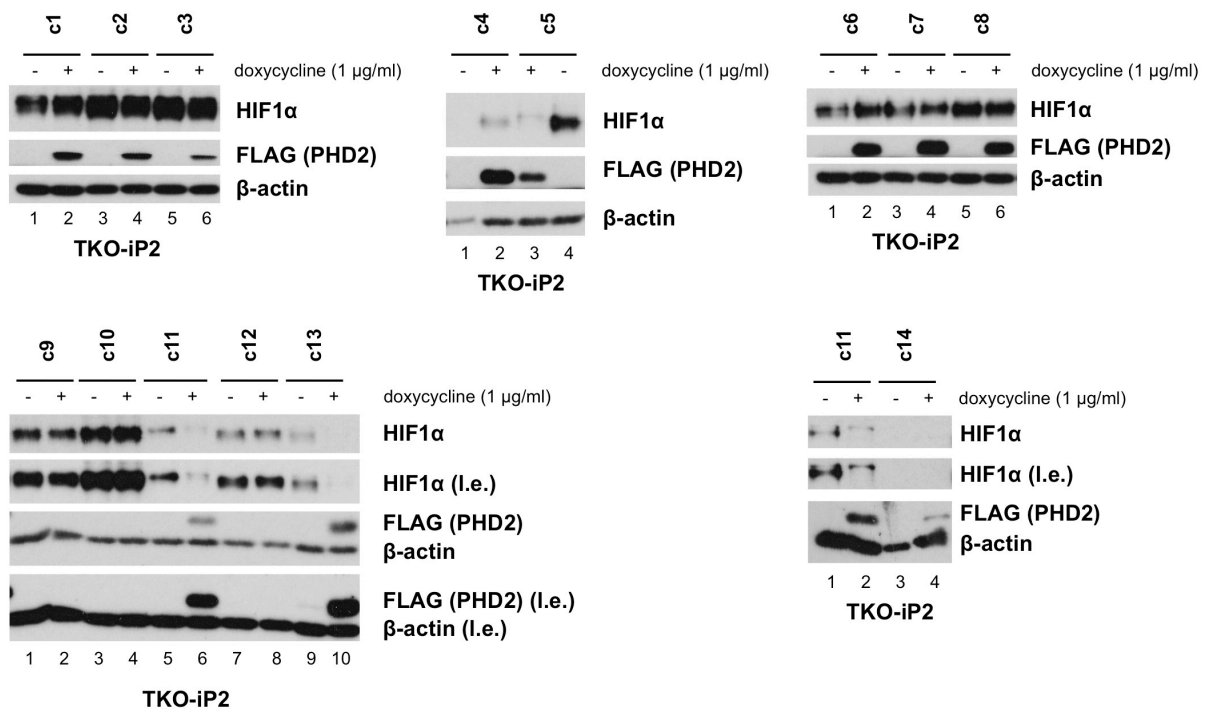 c1 c2 c3
- + - + - + doxycycline (1 µg/ml)
HIF1α
FLAG (PHD2)
β-actin
1 2 3 4 5 6
TKO-iP2
c4 c5
- + + - doxycycline (1 µg/ml)
HIF1α
FLAG (PHD2)
β-actin
1 2 3 4
TKO-iP2
c6 c7 c8
- + - + - + doxycycline (1 µg/ml)
HIF1α
FLAG (PHD2)
β-actin
1 2 3 4 5 6
TKO-iP2
c9 c10 c11 c12 c13
- + - + - + - + - + doxycycline (1 µg/ml)
HIF1α
HIF1α (l.e.)
FLAG (PHD2)
β-actin
FLAG (PHD2) (l.e.)
β-actin (l.e.)
1 2 3 4 5 6 7 8 9 10
TKO-iP2
c11 c14
- + - + doxycycline (1 µg/ml)
HIF1α
HIF1α (l.e.)
FLAG (PHD2)
β-actin
1 2 3 4
TKO-iP2